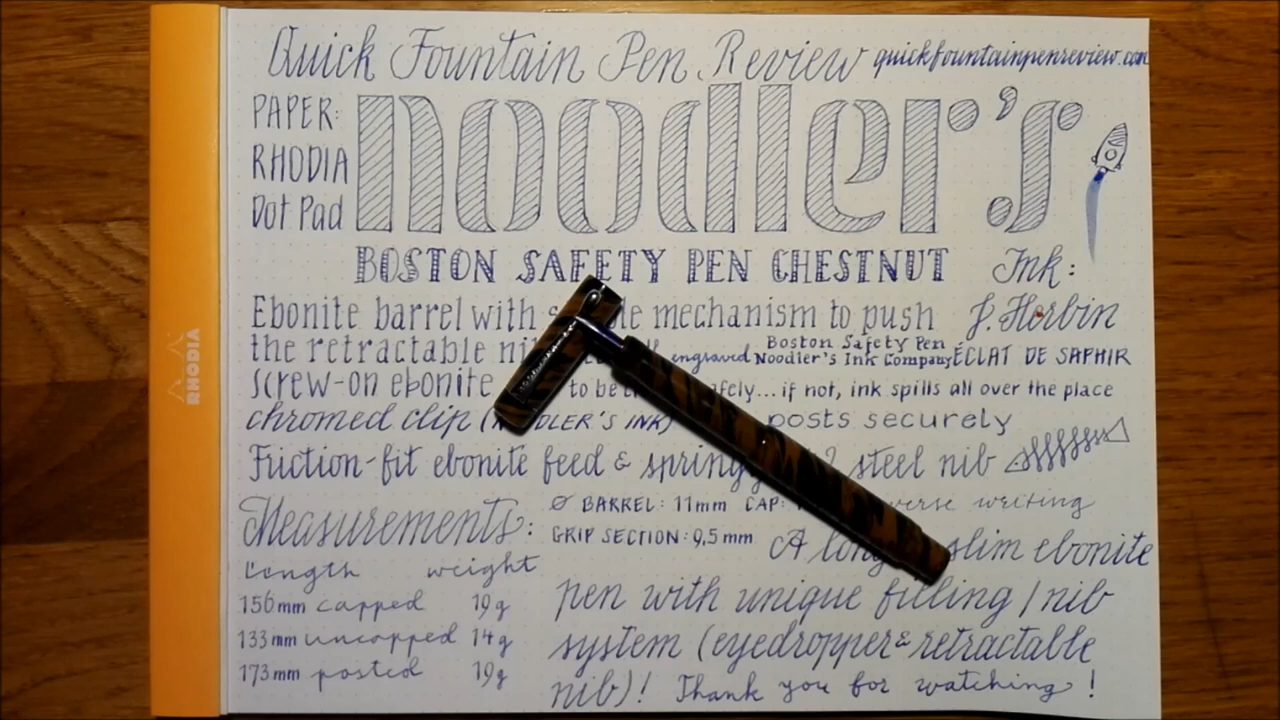 Quick Fountain Pen Review quickfountainpenreview.com
PAPER:
RHODIA
Dot Pad
noodler's
BOSTON SAFETY PEN CHESTNUT
Ink:
J. Herbin
ÉCLAT DE SAPHIR
Ebonite barrel with mechanism to push
the retractable engraved Boston Safety Pen
Noodler's Ink Company
screw-on ebonite to be ... if not, ink spills all over the place
chromed clip ( INK) posts securely
Friction-fit ebonite feed & steel nib
writing
Measurements: Ø BARREL: 11mm CAP:
GRIP SECTION: 9,5 mm
Length weight
156mm capped 19g
133mm uncapped 14g
173mm posted 19g
A slim ebonite
pen with unique filling / nib
system (eyedropper & retractable
nib)! Thank you for watching!
RHODIA